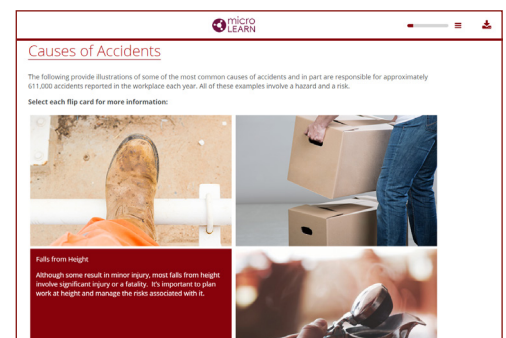 micro
LEARN
Causes of Accidents
The following provide illustrations of some of the most common causes of accidents and in part are responsible for approximately
611,000 accidents reported in the workplace each year. All of these examples involve a hazard and a risk.
Select each flip card for more information:
Falls from Height
Although some result in minor injury, most falls from height
involve significant injury or a fatality. It's important to plan
work at height and manage the risks associated with it.